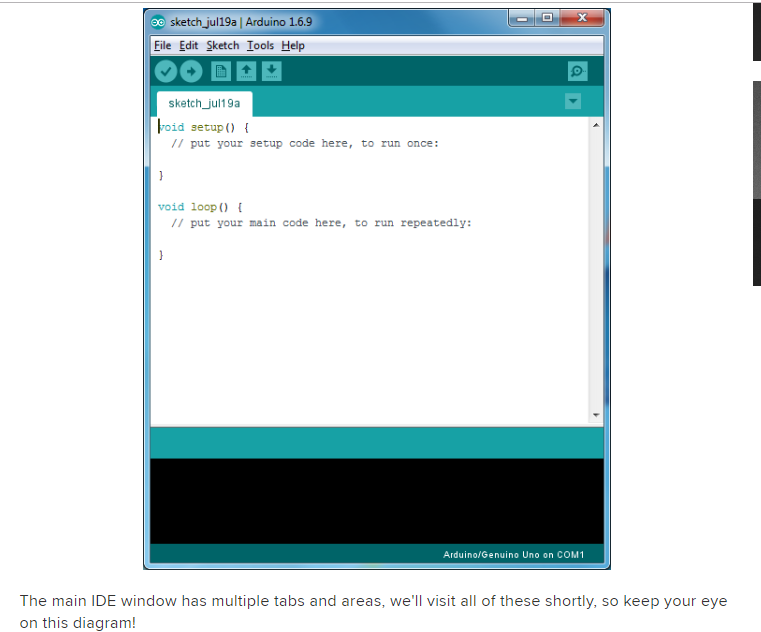 sketch_jul19a | Arduino 1.6.9
File Edit Sketch Tools Help
sketch_jul19a
void setup() {
  // put your setup code here, to run once:
}
void loop() {
  // put your main code here, to run repeatedly:
}
Arduino/Genuino Uno on COM1
The main IDE window has multiple tabs and areas, we'll visit all of these shortly, so keep your eye
on this diagram!